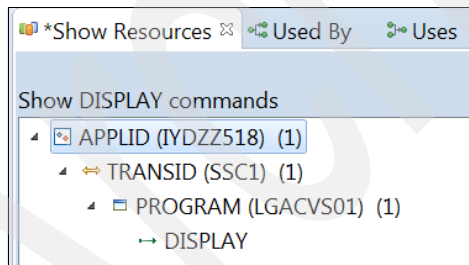 *Show Resources Used By Uses
Show DISPLAY commands
APPLID (IYDZZ518) (1)
TRANSID (SSC1) (1)
PROGRAM (LGACVS01) (1)
DISPLAY